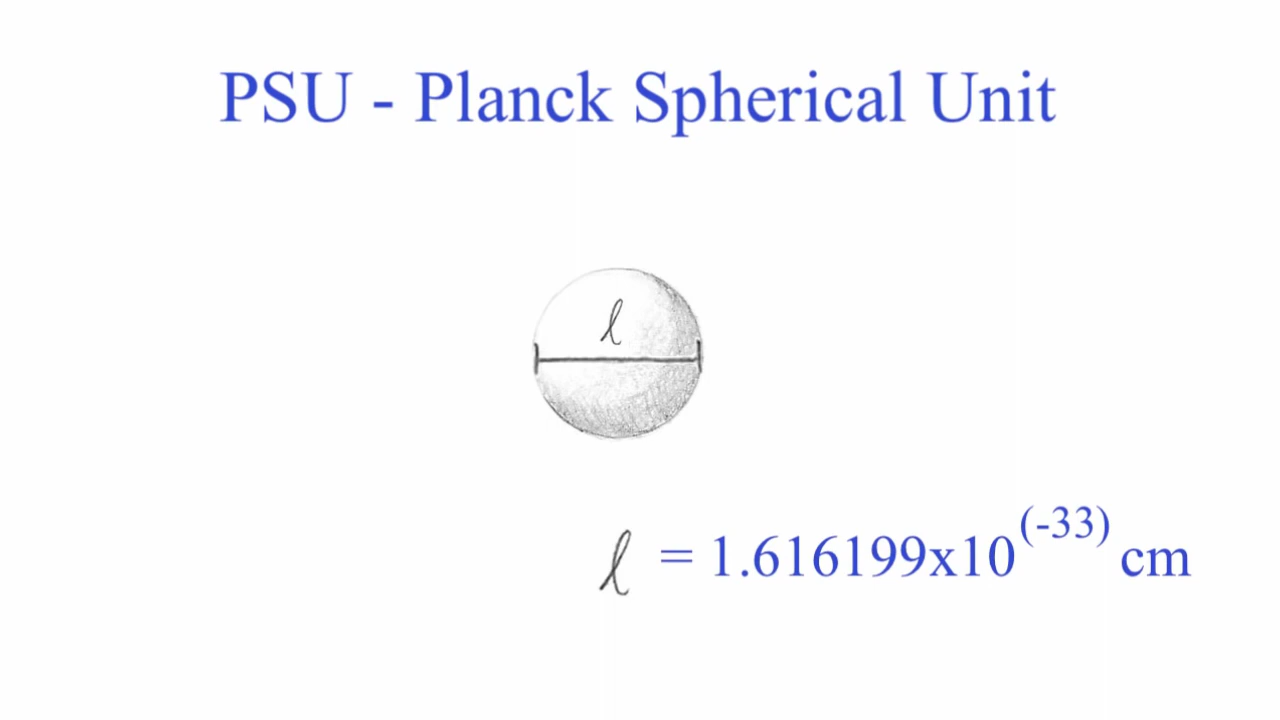 PSU - Planck Spherical Unit
ℓ
ℓ = 1.616199x10^(-33) cm